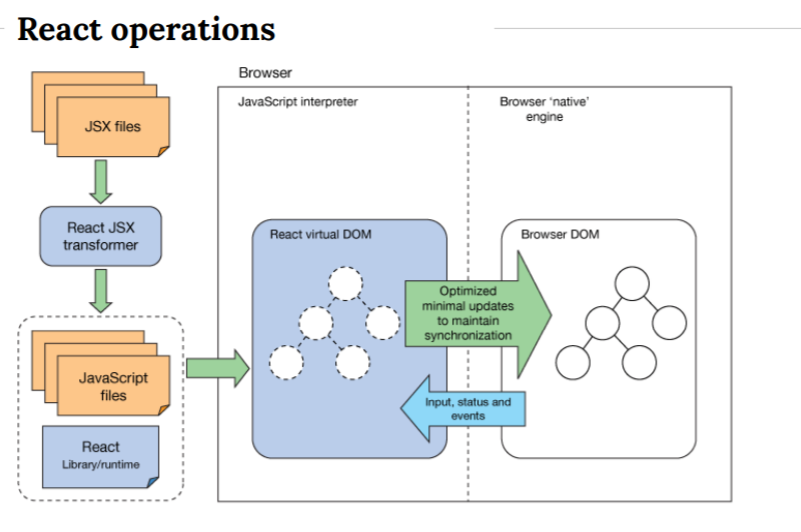 React operations
Browser
JavaScript interpreter
Browser ‘native’
engine
JSX files
React JSX
transformer
JavaScript
files
React
Library/runtime
React virtual DOM
Optimized
minimal updates
to maintain
synchronization
Input, status and
events
Browser DOM